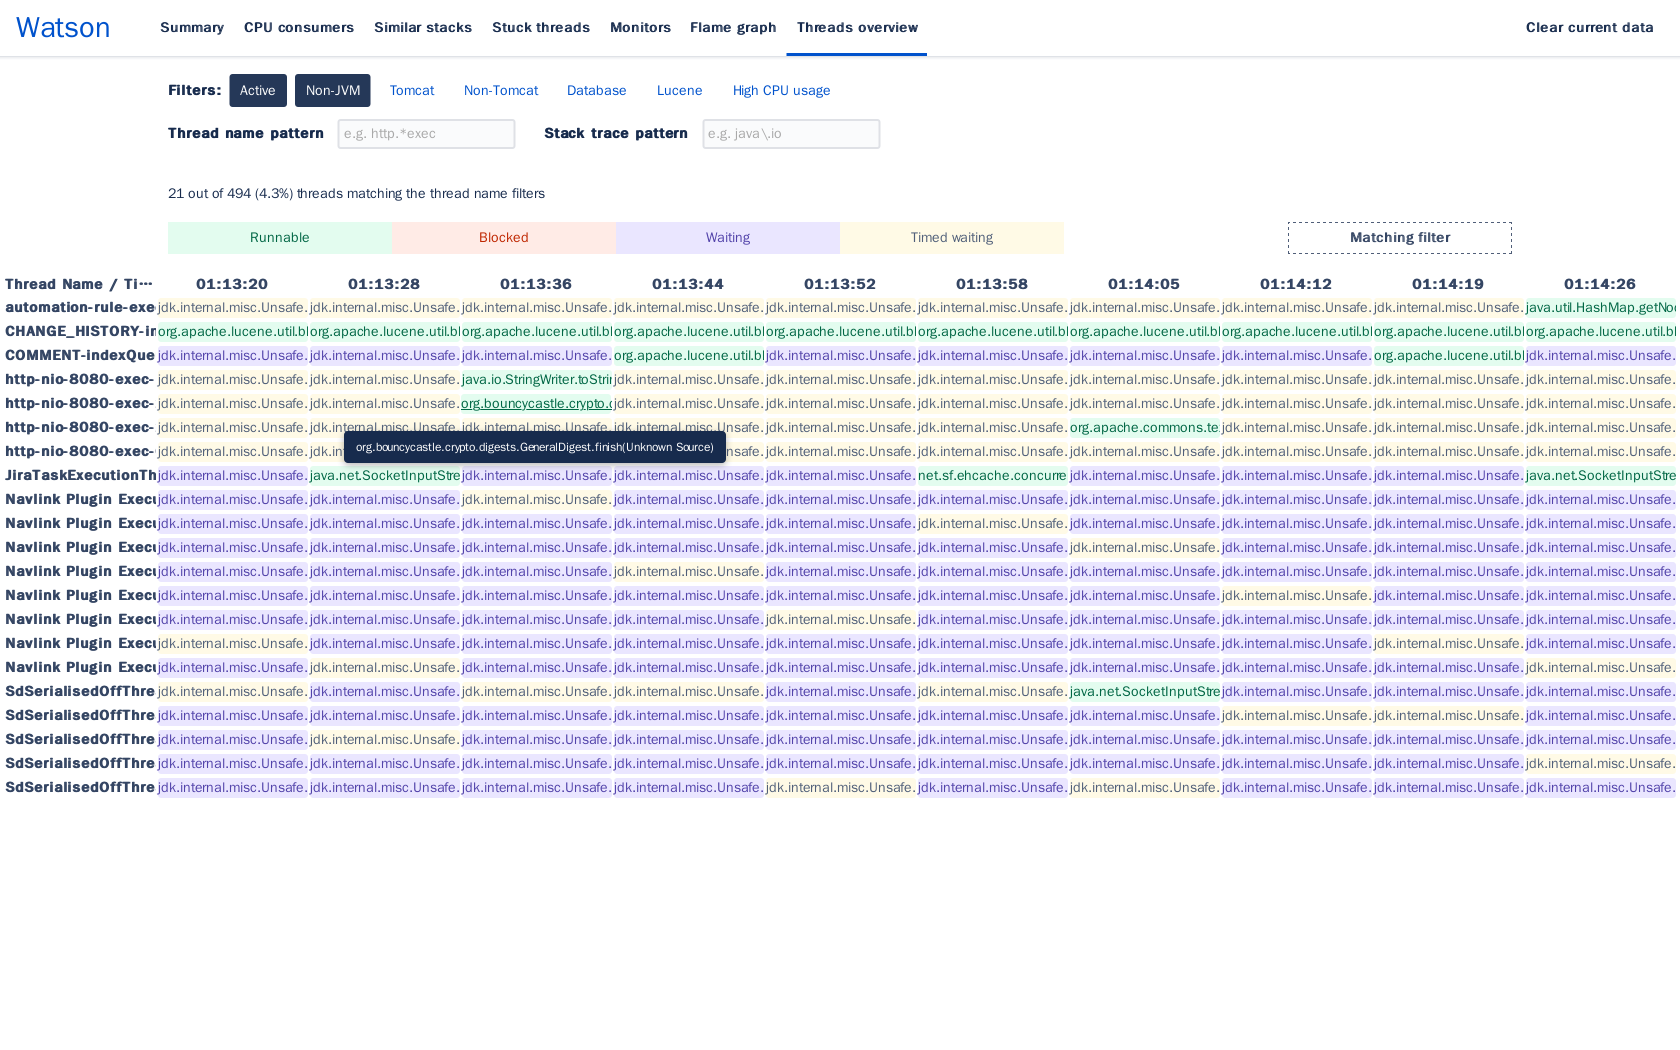 Watson Summary CPU consumers Similar stacks Stuck threads Monitors Flame graph Threads overview Clear current data
Filters: Active Non-JVM Tomcat Non-Tomcat Database Lucene High CPU usage
Thread name pattern e.g. http.*exec Stack trace pattern e.g. java\.io
21 out of 494 (4.3%) threads matching the thread name filters
Runnable Blocked Waiting Timed waiting Matching filter
Thread Name / Ti… 01:13:20 01:13:28 01:13:36 01:13:44 01:13:52 01:13:58 01:14:05 01:14:12 01:14:19 01:14:26
automation-rule-exe jdk.internal.misc.Unsafe. jdk.internal.misc.Unsafe. jdk.internal.misc.Unsafe. jdk.internal.misc.Unsafe. jdk.internal.misc.Unsafe. jdk.internal.misc.Unsafe. jdk.internal.misc.Unsafe. jdk.internal.misc.Unsafe. jdk.internal.misc.Unsafe. java.util.HashMap.getNo
CHANGE_HISTORY-in org.apache.lucene.util.bl org.apache.lucene.util.bl org.apache.lucene.util.bl org.apache.lucene.util.bl org.apache.lucene.util.bl org.apache.lucene.util.bl org.apache.lucene.util.bl org.apache.lucene.util.bl org.apache.lucene.util.bl org.apache.lucene.util.bl
COMMENT-indexQue jdk.internal.misc.Unsafe. jdk.internal.misc.Unsafe. jdk.internal.misc.Unsafe. org.apache.lucene.util.bl jdk.internal.misc.Unsafe. jdk.internal.misc.Unsafe. jdk.internal.misc.Unsafe. jdk.internal.misc.Unsafe. org.apache.lucene.util.bl jdk.internal.misc.Unsafe.
http-nio-8080-exec- jdk.internal.misc.Unsafe. jdk.internal.misc.Unsafe. java.io.StringWriter.toStrin jdk.internal.misc.Unsafe. jdk.internal.misc.Unsafe. jdk.internal.misc.Unsafe. jdk.internal.misc.Unsafe. jdk.internal.misc.Unsafe. jdk.internal.misc.Unsafe. jdk.internal.misc.Unsafe.
http-nio-8080-exec- jdk.internal.misc.Unsafe. jdk.internal.misc.Unsafe. org.bouncycastle.crypto.d jdk.internal.misc.Unsafe. jdk.internal.misc.Unsafe. jdk.internal.misc.Unsafe. jdk.internal.misc.Unsafe. jdk.internal.misc.Unsafe. jdk.internal.misc.Unsafe. jdk.internal.misc.Unsafe.
http-nio-8080-exec- jdk.internal.misc.Unsafe. jdk.internal.misc.Unsafe. jdk.internal.misc.Unsafe. jdk.internal.misc.Unsafe. jdk.internal.misc.Unsafe. jdk.internal.misc.Unsafe. org.apache.commons.te jdk.internal.misc.Unsafe. jdk.internal.misc.Unsafe. jdk.internal.misc.Unsafe.
org.bouncycastle.crypto.digests.GeneralDigest.finish(Unknown Source)
http-nio-8080-exec- jdk.internal.misc.Unsafe. jdk.int nsafe. jdk.internal.misc.Unsafe. jdk.internal.misc.Unsafe. jdk.internal.misc.Unsafe. jdk.internal.misc.Unsafe. jdk.internal.misc.Unsafe. jdk.internal.misc.Unsafe.
JiraTaskExecutionTh jdk.internal.misc.Unsafe. java.net.SocketInputStre jdk.internal.misc.Unsafe. jdk.internal.misc.Unsafe. jdk.internal.misc.Unsafe. net.sf.ehcache.concurre jdk.internal.misc.Unsafe. jdk.internal.misc.Unsafe. jdk.internal.misc.Unsafe. java.net.SocketInputStre
Navlink Plugin Execu jdk.internal.misc.Unsafe. jdk.internal.misc.Unsafe. jdk.internal.misc.Unsafe. jdk.internal.misc.Unsafe. jdk.internal.misc.Unsafe. jdk.internal.misc.Unsafe. jdk.internal.misc.Unsafe. jdk.internal.misc.Unsafe. jdk.internal.misc.Unsafe. jdk.internal.misc.Unsafe.
Navlink Plugin Execu jdk.internal.misc.Unsafe. jdk.internal.misc.Unsafe. jdk.internal.misc.Unsafe. jdk.internal.misc.Unsafe. jdk.internal.misc.Unsafe. jdk.internal.misc.Unsafe. jdk.internal.misc.Unsafe. jdk.internal.misc.Unsafe. jdk.internal.misc.Unsafe. jdk.internal.misc.Unsafe.
Navlink Plugin Execu jdk.internal.misc.Unsafe. jdk.internal.misc.Unsafe. jdk.internal.misc.Unsafe. jdk.internal.misc.Unsafe. jdk.internal.misc.Unsafe. jdk.internal.misc.Unsafe. jdk.internal.misc.Unsafe. jdk.internal.misc.Unsafe. jdk.internal.misc.Unsafe. jdk.internal.misc.Unsafe.
Navlink Plugin Execu jdk.internal.misc.Unsafe. jdk.internal.misc.Unsafe. jdk.internal.misc.Unsafe. jdk.internal.misc.Unsafe. jdk.internal.misc.Unsafe. jdk.internal.misc.Unsafe. jdk.internal.misc.Unsafe. jdk.internal.misc.Unsafe. jdk.internal.misc.Unsafe. jdk.internal.misc.Unsafe.
Navlink Plugin Execu jdk.internal.misc.Unsafe. jdk.internal.misc.Unsafe. jdk.internal.misc.Unsafe. jdk.internal.misc.Unsafe. jdk.internal.misc.Unsafe. jdk.internal.misc.Unsafe. jdk.internal.misc.Unsafe. jdk.internal.misc.Unsafe. jdk.internal.misc.Unsafe. jdk.internal.misc.Unsafe.
Navlink Plugin Execu jdk.internal.misc.Unsafe. jdk.internal.misc.Unsafe. jdk.internal.misc.Unsafe. jdk.internal.misc.Unsafe. jdk.internal.misc.Unsafe. jdk.internal.misc.Unsafe. jdk.internal.misc.Unsafe. jdk.internal.misc.Unsafe. jdk.internal.misc.Unsafe. jdk.internal.misc.Unsafe.
Navlink Plugin Execu jdk.internal.misc.Unsafe. jdk.internal.misc.Unsafe. jdk.internal.misc.Unsafe. jdk.internal.misc.Unsafe. jdk.internal.misc.Unsafe. jdk.internal.misc.Unsafe. jdk.internal.misc.Unsafe. jdk.internal.misc.Unsafe. jdk.internal.misc.Unsafe. jdk.internal.misc.Unsafe.
Navlink Plugin Execu jdk.internal.misc.Unsafe. jdk.internal.misc.Unsafe. jdk.internal.misc.Unsafe. jdk.internal.misc.Unsafe. jdk.internal.misc.Unsafe. jdk.internal.misc.Unsafe. jdk.internal.misc.Unsafe. jdk.internal.misc.Unsafe. jdk.internal.misc.Unsafe. jdk.internal.misc.Unsafe.
SdSerialisedOffThre jdk.internal.misc.Unsafe. jdk.internal.misc.Unsafe. jdk.internal.misc.Unsafe. jdk.internal.misc.Unsafe. jdk.internal.misc.Unsafe. jdk.internal.misc.Unsafe. java.net.SocketInputStre jdk.internal.misc.Unsafe. jdk.internal.misc.Unsafe. jdk.internal.misc.Unsafe.
SdSerialisedOffThre jdk.internal.misc.Unsafe. jdk.internal.misc.Unsafe. jdk.internal.misc.Unsafe. jdk.internal.misc.Unsafe. jdk.internal.misc.Unsafe. jdk.internal.misc.Unsafe. jdk.internal.misc.Unsafe. jdk.internal.misc.Unsafe. jdk.internal.misc.Unsafe. jdk.internal.misc.Unsafe.
SdSerialisedOffThre jdk.internal.misc.Unsafe. jdk.internal.misc.Unsafe. jdk.internal.misc.Unsafe. jdk.internal.misc.Unsafe. jdk.internal.misc.Unsafe. jdk.internal.misc.Unsafe. jdk.internal.misc.Unsafe. jdk.internal.misc.Unsafe. jdk.internal.misc.Unsafe. jdk.internal.misc.Unsafe.
SdSerialisedOffThre jdk.internal.misc.Unsafe. jdk.internal.misc.Unsafe. jdk.internal.misc.Unsafe. jdk.internal.misc.Unsafe. jdk.internal.misc.Unsafe. jdk.internal.misc.Unsafe. jdk.internal.misc.Unsafe. jdk.internal.misc.Unsafe. jdk.internal.misc.Unsafe. jdk.internal.misc.Unsafe.
SdSerialisedOffThre jdk.internal.misc.Unsafe. jdk.internal.misc.Unsafe. jdk.internal.misc.Unsafe. jdk.internal.misc.Unsafe. jdk.internal.misc.Unsafe. jdk.internal.misc.Unsafe. jdk.internal.misc.Unsafe. jdk.internal.misc.Unsafe. jdk.internal.misc.Unsafe. jdk.internal.misc.Unsafe.